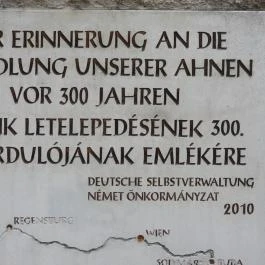 R ERINNERUNG AN DIE
DLUNG UNSERER AHNEN
VOR 300 JAHREN
NK LETELEPEDÉSÉNEK 300.
RDULÓJÁNAK EMLÉKÉRE
DEUTSCHE SELBSTVERWALTUNG
NÉMET ÖNKORMÁNYZAT
2010
REGENSBURG
WIEN